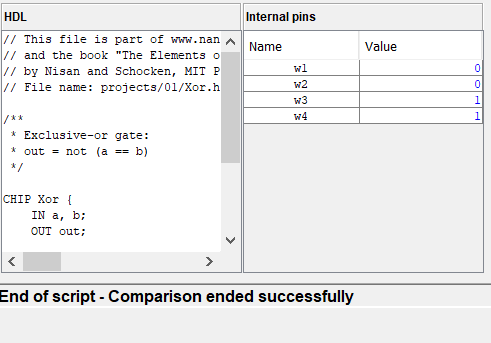 HDL
// This file is part of www.nan
// and the book "The Elements o
// by Nisan and Schocken, MIT P
// File name: projects/01/Xor.h
/**
* Exclusive-or gate:
* out = not (a == b)
*/
CHIP Xor {
IN a, b;
OUT out;
Internal pins
Name Value
w1 0
w2 0
w3 1
w4 1
End of script - Comparison ended successfully